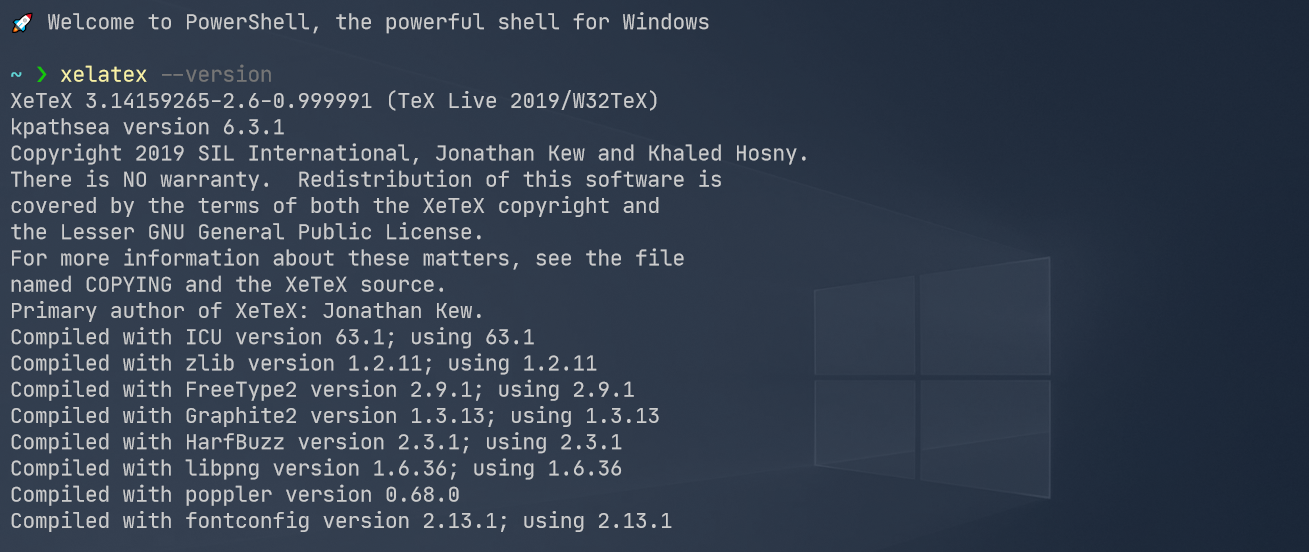 🚀 Welcome to PowerShell, the powerful shell for Windows
~ ❯ xelatex --version
XeTeX 3.14159265-2.6-0.999991 (TeX Live 2019/W32TeX)
kpathsea version 6.3.1
Copyright 2019 SIL International, Jonathan Kew and Khaled Hosny.
There is NO warranty.  Redistribution of this software is
covered by the terms of both the XeTeX copyright and
the Lesser GNU General Public License.
For more information about these matters, see the file
named COPYING and the XeTeX source.
Primary author of XeTeX: Jonathan Kew.
Compiled with ICU version 63.1; using 63.1
Compiled with zlib version 1.2.11; using 1.2.11
Compiled with FreeType2 version 2.9.1; using 2.9.1
Compiled with Graphite2 version 1.3.13; using 1.3.13
Compiled with HarfBuzz version 2.3.1; using 2.3.1
Compiled with libpng version 1.6.36; using 1.6.36
Compiled with poppler version 0.68.0
Compiled with fontconfig version 2.13.1; using 2.13.1